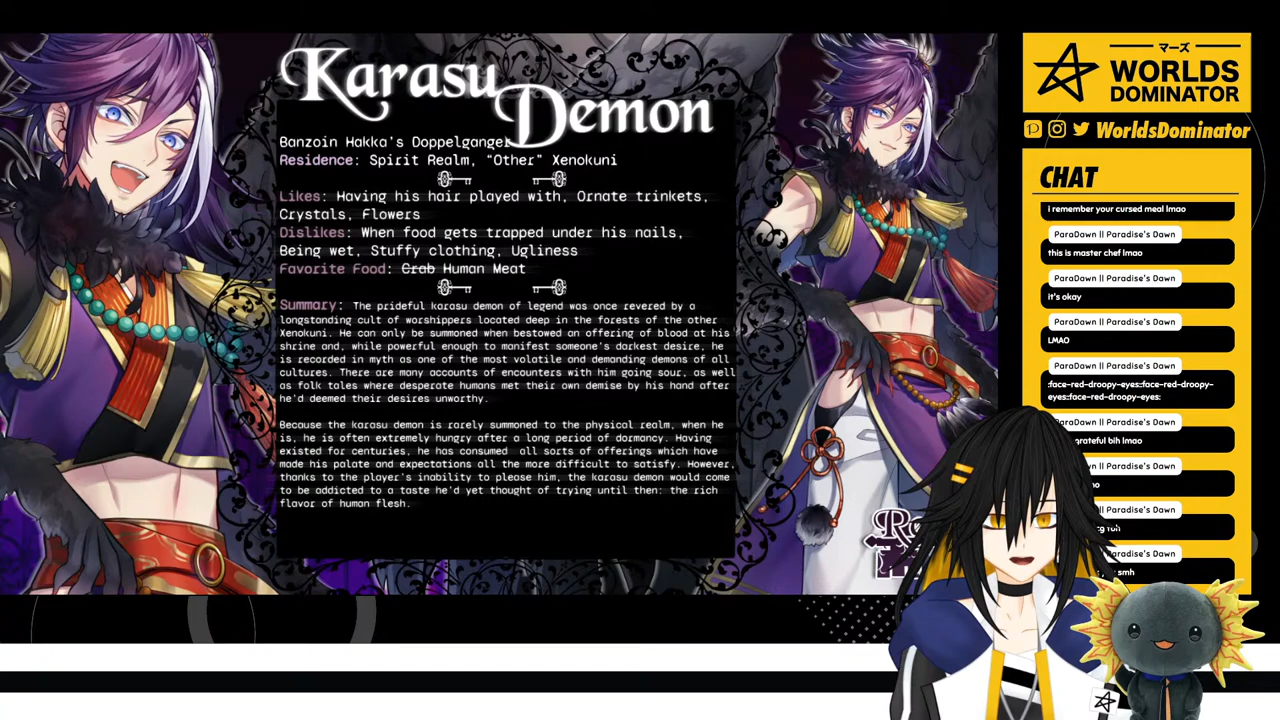 Karasu
Demon
Banzoin Hakka's Doppelganger
Residence: Spirit Realm, "Other" Xenokuni
Likes: Having his hair played with, Ornate trinkets,
Crystals, Flowers
Dislikes: When food gets trapped under his nails,
Being wet, Stuffy clothing, Ugliness
Favorite Food: Crab Human Meat
Summary: The prideful karasu demon of legend was once revered by a
longstanding cult of worshippers located deep in the forests of the other
Xenokuni. He can only be summoned when bestowed an offering of blood at his
shrine and, while powerful enough to manifest someone's darkest desire, he
is recorded in myth as one of the most volatile and demanding demons of all
cultures. There are many accounts of encounters with him going sour, as well
as folk tales where desperate humans met their own demise by his hand after
he'd deemed their desires unworthy.
Because the karasu demon is rarely summoned to the physical realm, when he
is, he is often extremely hungry after a long period of dormancy. Having
existed for centuries, he has consumed all sorts of offerings which have
made his palate and expectations all the more difficult to satisfy. However,
thanks to the player's inability to please him, the karasu demon would come
to be addicted to a taste he'd yet thought of trying until then: the rich
flavor of human flesh.
マーズ
WORLDS
DOMINATOR
WorldsDominator
CHAT
I remember your cursed meal lmao
ParaDawn || Paradise's Dawn
this is master chef lmao
ParaDawn || Paradise's Dawn
it's okay
ParaDawn || Paradise's Dawn
LMAO
ParaDawn || Paradise's Dawn
:face-red-droopy-eyes::face-red-droopy-
eyes::face-red-droopy-eyes:
ParaDawn || Paradise's Dawn
bih lmao
Paradise's Dawn
Paradise's Dawn
Paradise's Dawn
smh